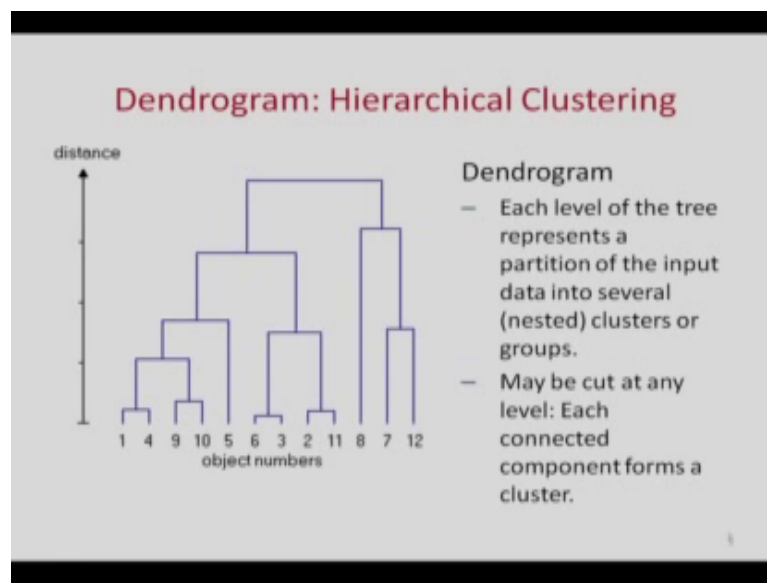 Dendrogram: Hierarchical Clustering
distance
1 4 9 10 5 6 3 2 11 8 7 12
object numbers
Dendrogram
– Each level of the tree
represents a
partition of the input
data into several
(nested) clusters or
groups.
– May be cut at any
level: Each
connected
component forms a
cluster.